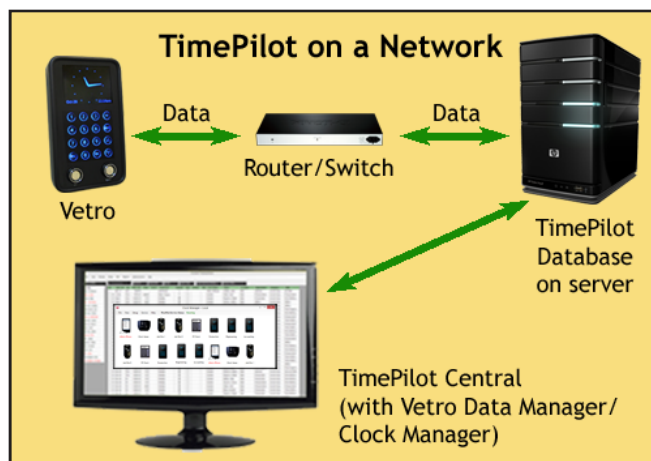 TimePilot on a Network
Data
Data
Router/Switch
Vetro
TimePilot
Database
on server
TimePilot Central
(with Vetro Data Manager/
Clock Manager)